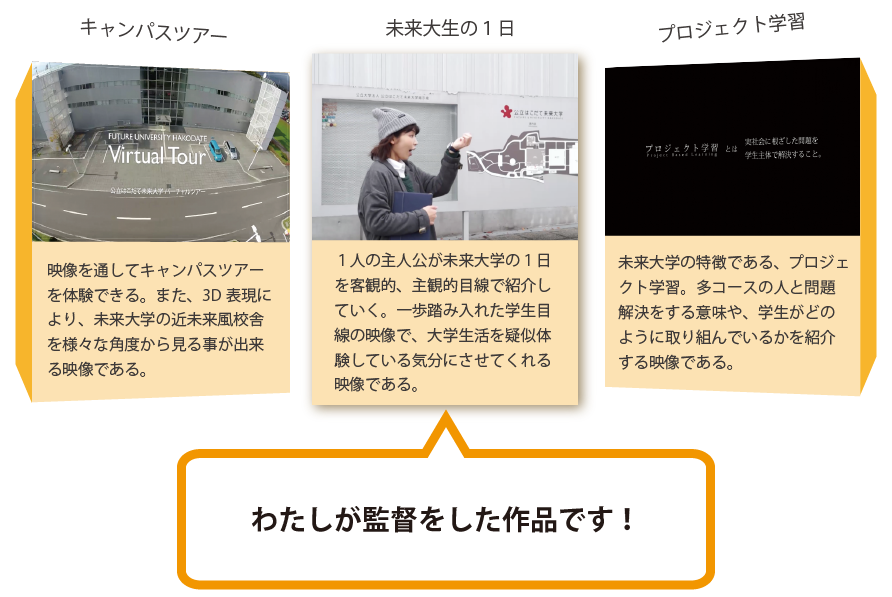 キャンパスツアー
FUTURE UNIVERSITY HAKODATE
Virtual Tour
公立はこだて未来大学 バーチャルツアー
映像を通してキャンパスツアー
を体験できる。また、3D 表現に
より、未来大学の近未来風校舎
を様々な角度から見る事が出来
る映像である。
未来大生の１日
公立はこだて未来大学
１人の主人公が未来大学の１日
を客観的、主観的目線で紹介し
ていく。一歩踏み入れた学生目
線の映像で、大学生活を疑似体
験している気分にさせてくれる
映像である。
プロジェクト学習
プロジェクト学習 とは
Project Based Learning
実社会に根ざした問題を
学生主体で解決すること。
未来大学の特徴である、プロジェ
クト学習。多コースの人と問題
解決をする意味や、学生がどの
ように取り組んでいるかを紹介
する映像である。
わたしが監督をした作品です！